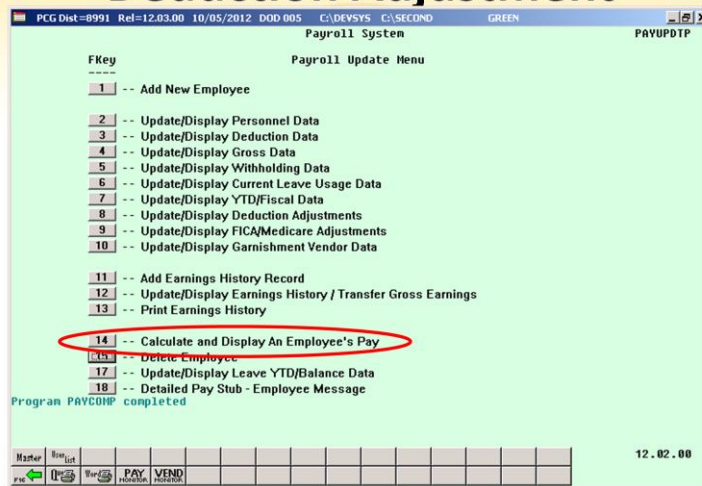 Deduction Adjustment
PCG Dist=8991 Rel=12.03.00 10/05/2012 DOD 005 C:\DEVSYS C:\SECOND GREEN
Payroll System PAYUPDTP
FKey Payroll Update Menu
----
1 -- Add New Employee
2 -- Update/Display Personnel Data
3 -- Update/Display Deduction Data
4 -- Update/Display Gross Data
5 -- Update/Display Withholding Data
6 -- Update/Display Current Leave Usage Data
7 -- Update/Display YTD/Fiscal Data
8 -- Update/Display Deduction Adjustments
9 -- Update/Display FICA/Medicare Adjustments
10 -- Update/Display Garnishment Vendor Data
11 -- Add Earnings History Record
12 -- Update/Display Earnings History / Transfer Gross Earnings
13 -- Print Earnings History
14 -- Calculate and Display An Employee's Pay
15 -- Delete Employee
17 -- Update/Display Leave YTD/Balance Data
18 -- Detailed Pay Stub - Employee Message
Program PAYCOMP completed
Master User list 12.02.00
F16 Word PAY MONITOR VEND MONITOR